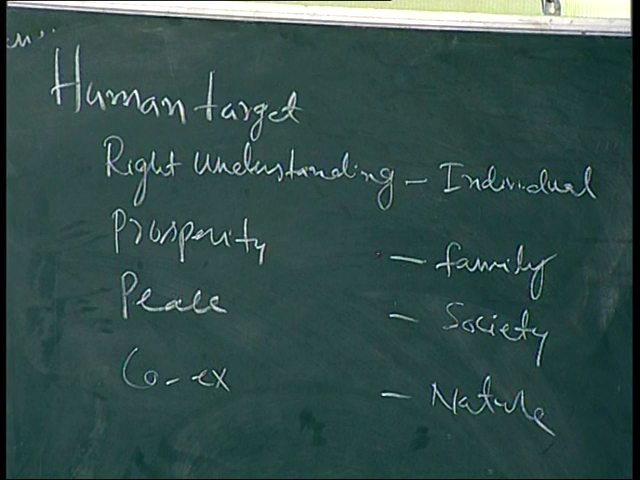 Human target
Right Understanding - Individual
Prosperity - family
Peace - Society
Co-ex - Nature